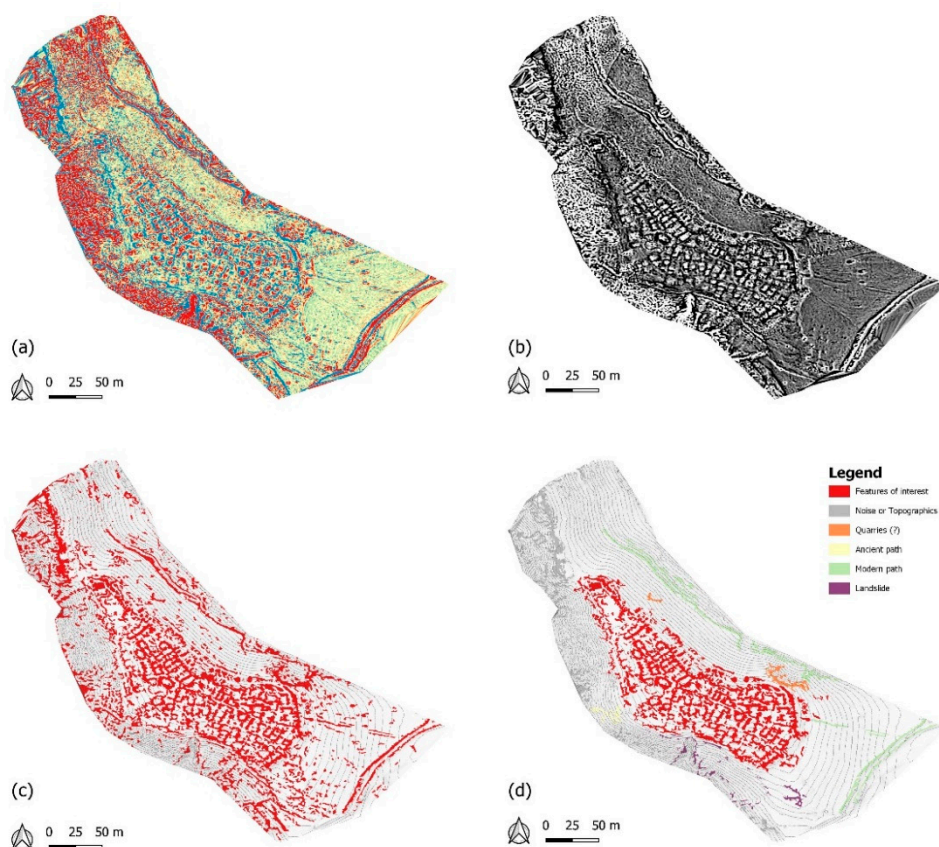 (a)
0 25 50 m
(b)
0 25 50 m
(c)
0 25 50 m
Legend
Features of interest
Noise or Topographics
Quarries (?)
Ancient path
Modern path
Landslide
(d)
0 25 50 m